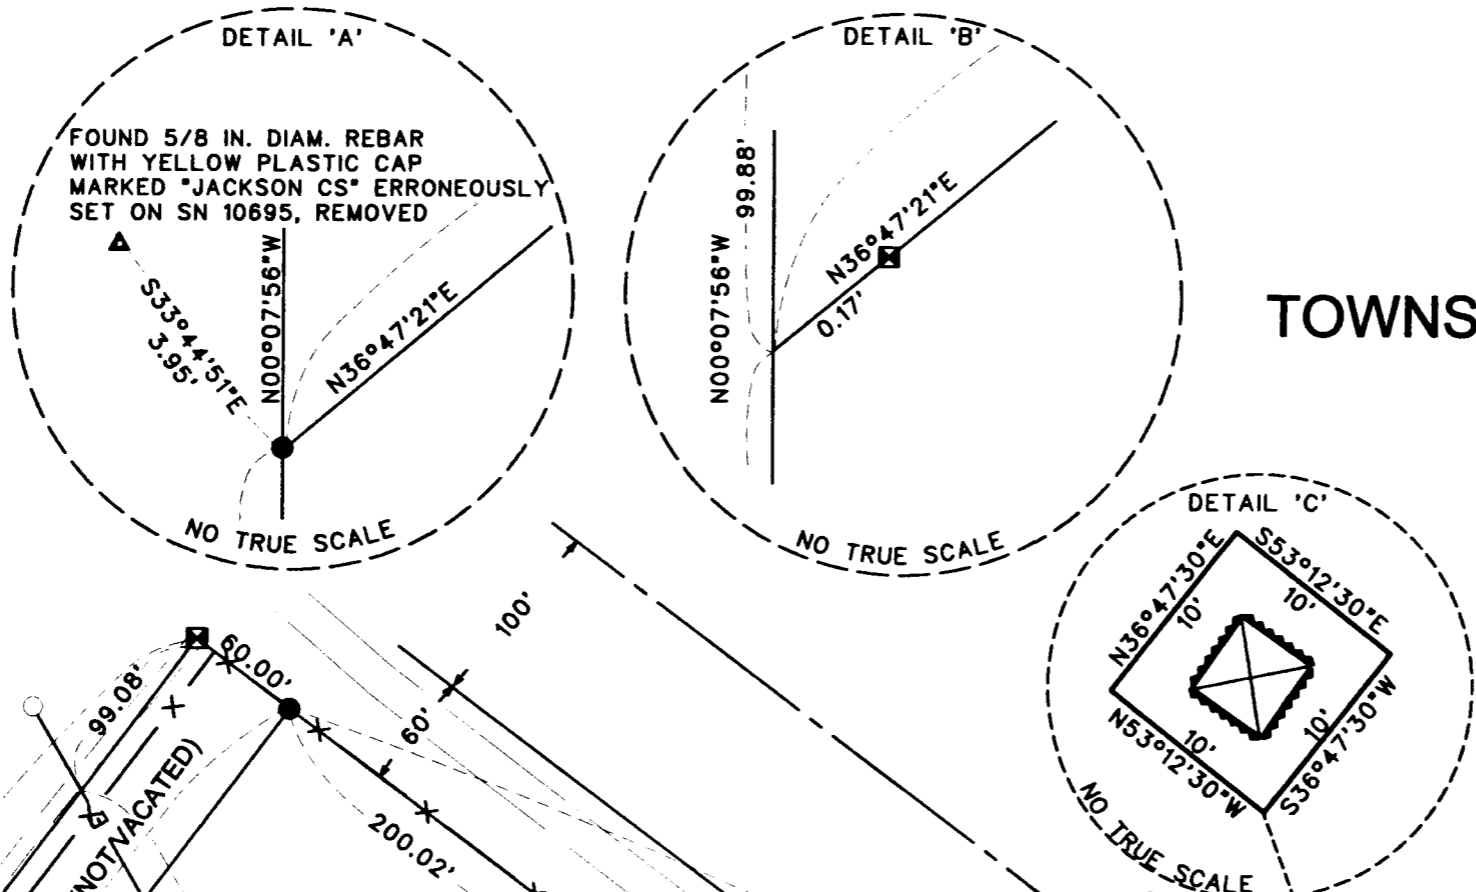 DETAIL 'A'
FOUND 5/8 IN. DIAM. REBAR
WITH YELLOW PLASTIC CAP
MARKED "JACKSON CS" ERRONEOUSLY
SET ON SN 10695, REMOVED
S33°44'51"E
3.95'
N00°07'56"W
N36°47'21"E
NO TRUE SCALE
DETAIL 'B'
99.88'
N00°07'56"W
N36°47'21"E
0.17'
NO TRUE SCALE
TOWNS
DETAIL 'C'
N36°47'30"E
10'
S53°12'30"E
10'
N53°12'30"W
10'
S36°47'30"W
10'
NO TRUE SCALE
100'
60.00'
99.08'
60'
200.02'
NOT VACATED)